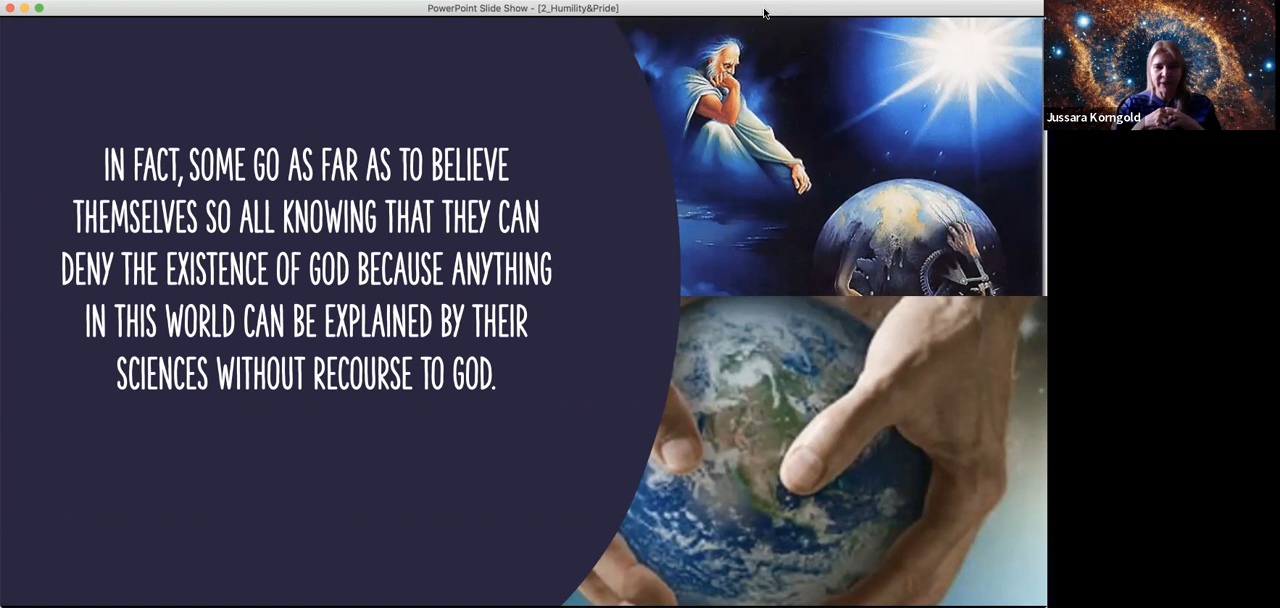 PowerPoint Slide Show - [2_Humility&Pride]
IN FACT, SOME GO AS FAR AS TO BELIEVE
THEMSELVES SO ALL KNOWING THAT THEY CAN
DENY THE EXISTENCE OF GOD BECAUSE ANYTHING
IN THIS WORLD CAN BE EXPLAINED BY THEIR
SCIENCES WITHOUT RECOURSE TO GOD.
Jussara Korngold